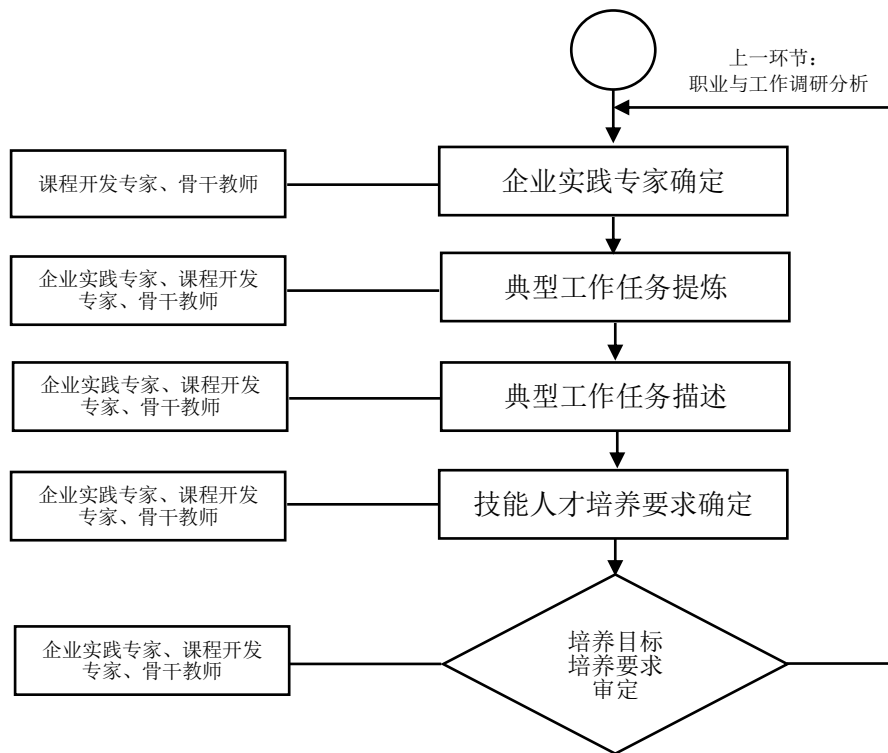 上一环节：
职业与工作调研分析
课程开发专家、骨干教师
企业实践专家确定
企业实践专家、课程开发
专家、骨干教师
典型工作任务提炼
企业实践专家、课程开发
专家、骨干教师
典型工作任务描述
企业实践专家、课程开发
专家、骨干教师
技能人才培养要求确定
企业实践专家、课程开发
专家、骨干教师
培养目标
培养要求
审定